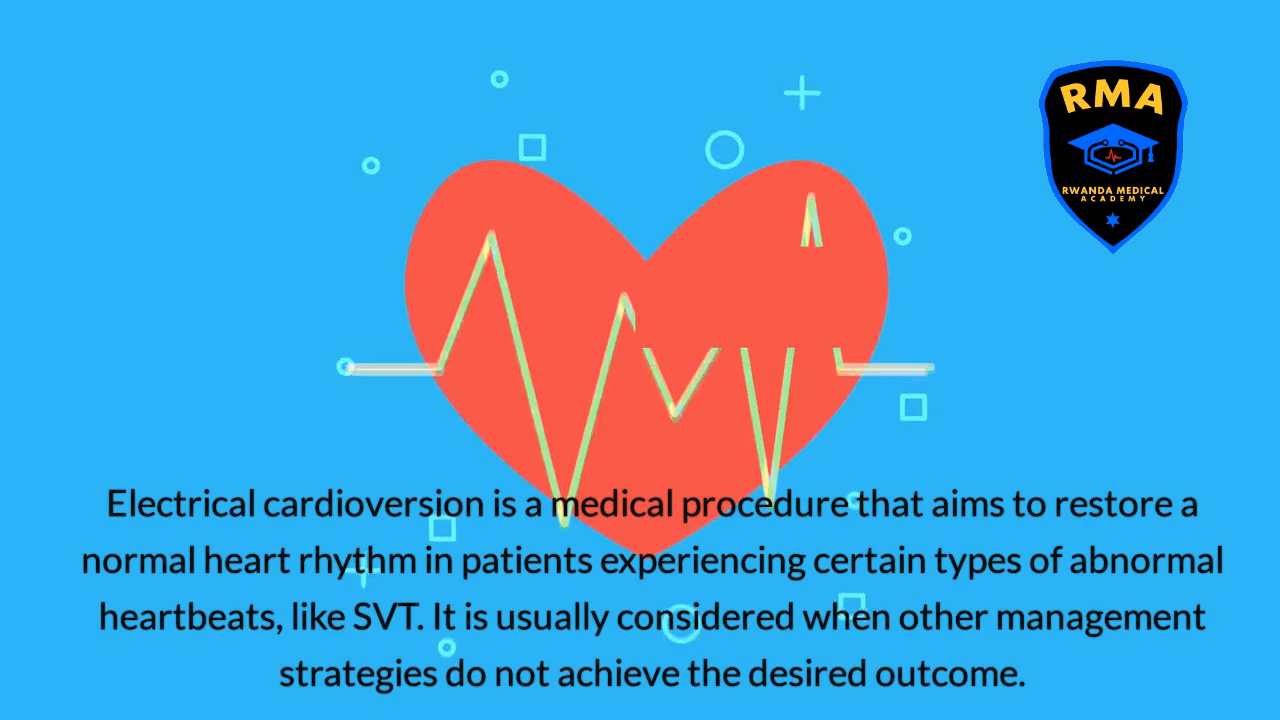 RMA
RWANDA MEDICAL
ACADEMY
Electrical cardioversion is a medical procedure that aims to restore a
normal heart rhythm in patients experiencing certain types of abnormal
heartbeats, like SVT. It is usually considered when other management
strategies do not achieve the desired outcome.